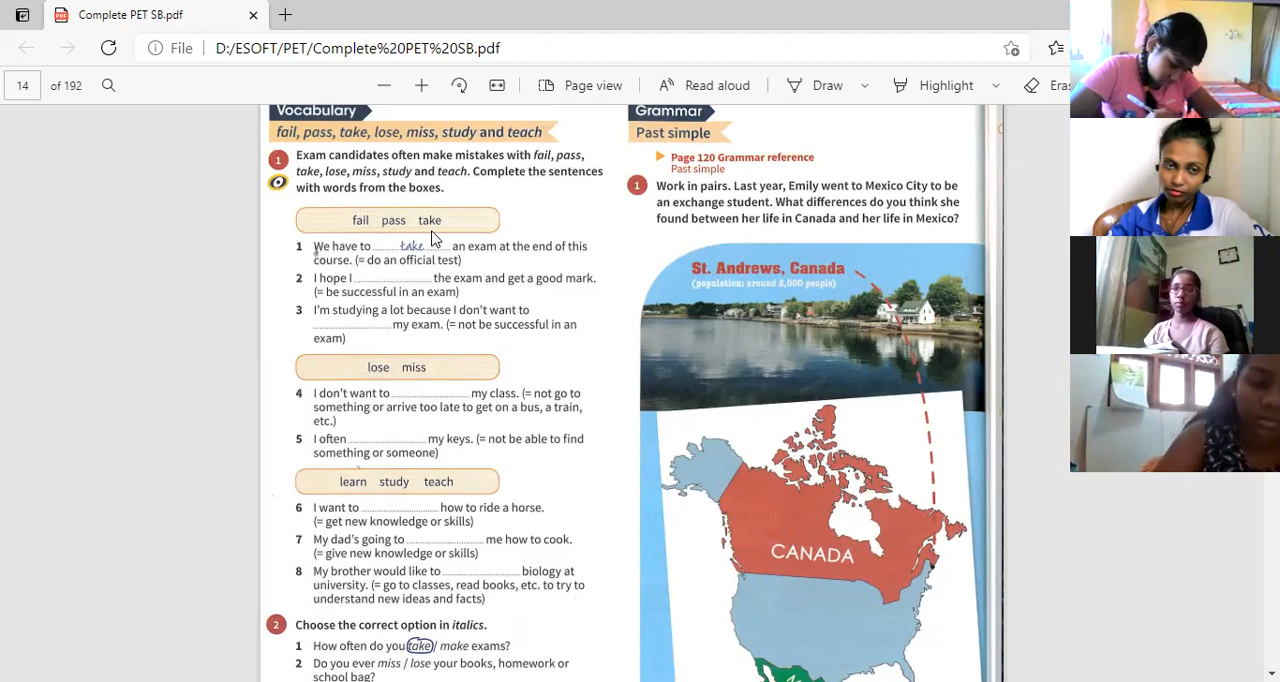 Complete PET SB.pdf
File D:/ESOFT/PET/Complete%20PET%20SB.pdf
14 of 192
Page view Read aloud Draw Highlight
Vocabulary
fail, pass, take, lose, miss, study and teach
1 Exam candidates often make mistakes with fail, pass,
take, lose, miss, study and teach. Complete the sentences
with words from the boxes.
fail pass take
1 We have to take an exam at the end of this
course. (= do an official test)
2 I hope I .................... the exam and get a good mark.
(= be successful in an exam)
3 I'm studying a lot because I don't want to
.................... my exam. (= not be successful in an
exam)
lose miss
4 I don't want to .................... my class. (= not go to
something or arrive too late to get on a bus, a train,
etc.)
5 I often .................... my keys. (= not be able to find
something or someone)
learn study teach
6 I want to .................... how to ride a horse.
(= get new knowledge or skills)
7 My dad's going to .................... me how to cook.
(= give new knowledge or skills)
8 My brother would like to .................... biology at
university. (= go to classes, read books, etc. to try to
understand new ideas and facts)
2 Choose the correct option in italics.
1 How often do you take / make exams?
2 Do you ever miss / lose your books, homework or
school bag?
Grammar
Past simple
Page 120 Grammar reference
Past simple
1 Work in pairs. Last year, Emily went to Mexico City to be
an exchange student. What differences do you think she
found between her life in Canada and her life in Mexico?
St. Andrews, Canada
(population: around 2,000 people)
CANADA